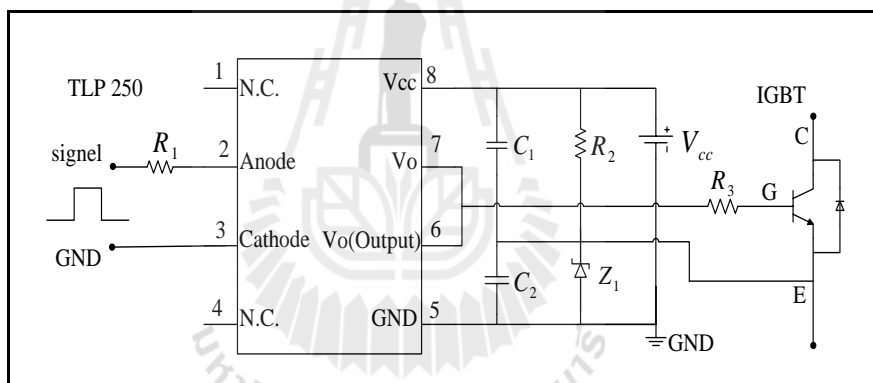 TLP 250
1
N.C.
Vcc
8
IGBT
C
signel
R1
2
Anode
Vo
7
C1
R2
Vcc
R3
G
GND
3
Cathode
Vo(Output)
6
C2
Z1
E
4
N.C.
GND
5
GND